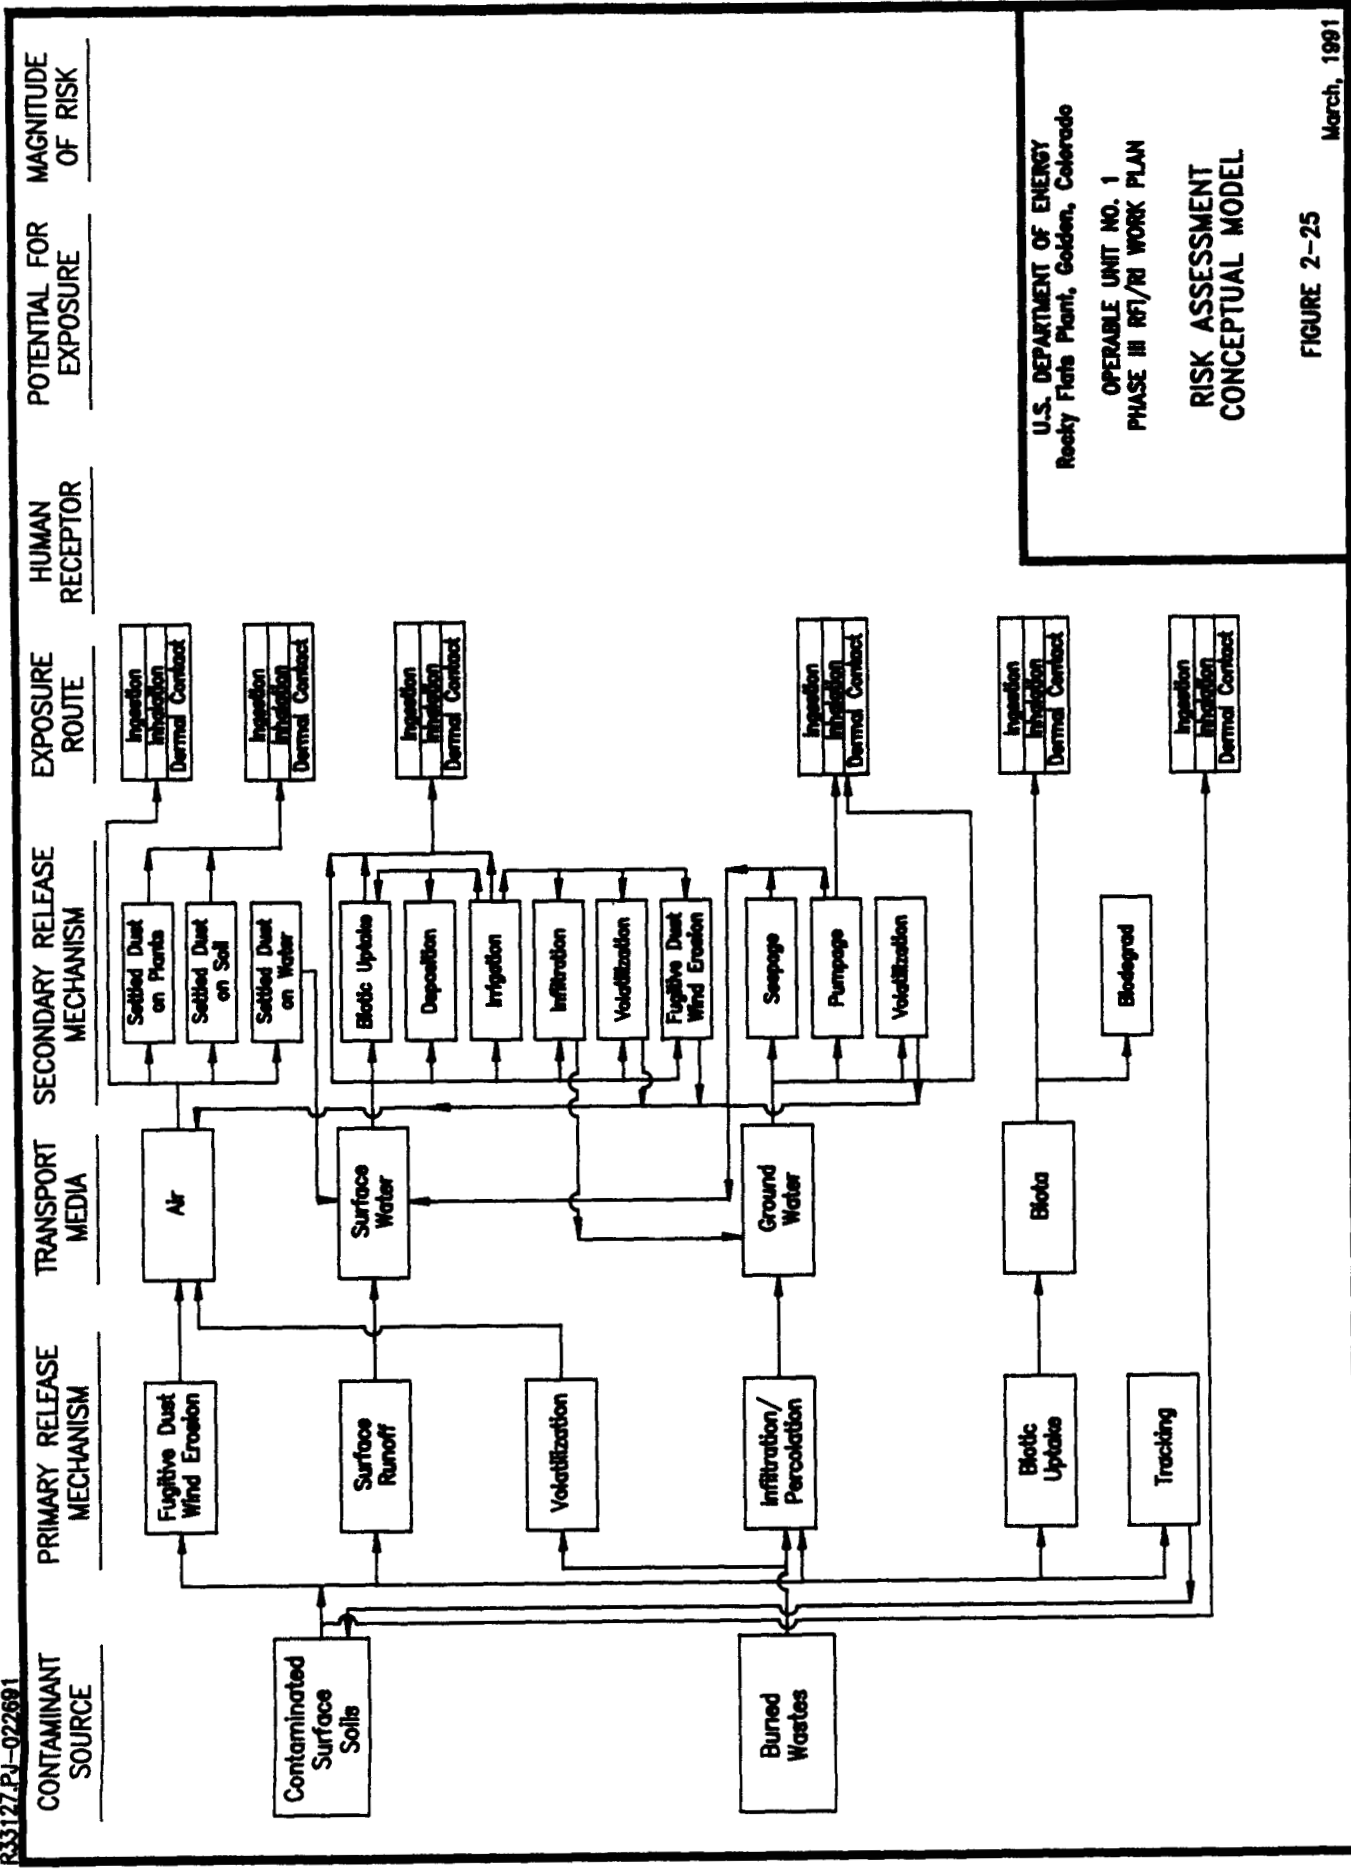 R33127.PJ-022691
CONTAMINANT
SOURCE
PRIMARY RELEASE
MECHANISM
TRANSPORT
MEDIA
SECONDARY RELEASE
MECHANISM
EXPOSURE
ROUTE
HUMAN
RECEPTOR
POTENTIAL FOR
EXPOSURE
MAGNITUDE
OF RISK
Contaminated
Surface
Soils
Buried
Wastes
Fugitive Dust
Wind Erosion
Surface
Runoff
Volatilization
Infiltration/
Percolation
Biotic
Uptake
Tracking
Air
Surface
Water
Ground
Water
Biota
Settled Dust
on Plants
Settled Dust
on Soil
Settled Dust
on Water
Biotic Uptake
Deposition
Irrigation
Infiltration
Volatilization
Fugitive Dust
Wind Erosion
Seepage
Pumpage
Volatilization
Biodegrad
Ingestion
Inhalation
Dermal Contact
Ingestion
Inhalation
Dermal Contact
Ingestion
Inhalation
Dermal Contact
Ingestion
Inhalation
Dermal Contact
Ingestion
Inhalation
Dermal Contact
Ingestion
Inhalation
Dermal Contact
U.S. DEPARTMENT OF ENERGY
Rocky Flats Plant, Golden, Colorado
OPERABLE UNIT NO. 1
PHASE III RFI/RI WORK PLAN
RISK ASSESSMENT
CONCEPTUAL MODEL
FIGURE 2-25
March, 1991